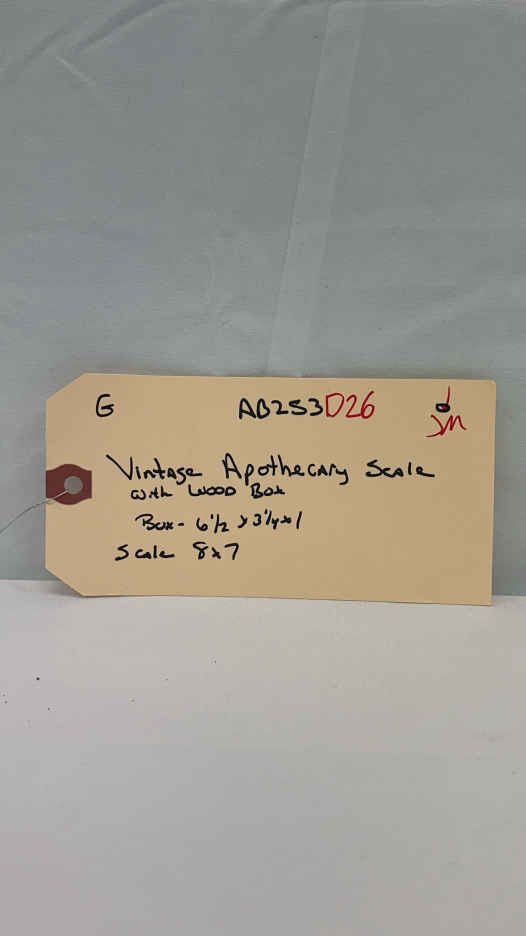 G AB253D26 JM
Vintage Apothecary Scale
with Wood Box
Box - 6 1/2 x 3 1/4 x 1
Scale 8x7